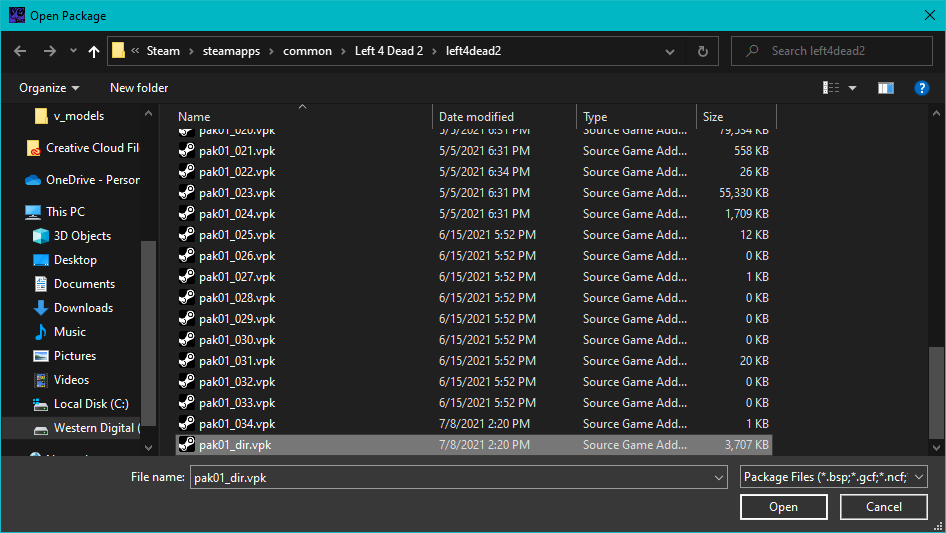 Open Package
« Steam > steamapps > common > Left 4 Dead 2 > left4dead2
Search left4dead2
Organize New folder
Name Date modified Type Size
v_models
Creative Cloud Fil
OneDrive - Person
This PC
3D Objects
Desktop
Documents
Downloads
Music
Pictures
Videos
Local Disk (C:)
Western Digital (
pak01_020.vpk 5/5/2021 6:31 PM Source Game Add... 79,534 KB
pak01_021.vpk 5/5/2021 6:31 PM Source Game Add... 558 KB
pak01_022.vpk 5/5/2021 6:34 PM Source Game Add... 26 KB
pak01_023.vpk 5/5/2021 6:31 PM Source Game Add... 55,330 KB
pak01_024.vpk 5/5/2021 6:31 PM Source Game Add... 1,709 KB
pak01_025.vpk 6/15/2021 5:52 PM Source Game Add... 12 KB
pak01_026.vpk 6/15/2021 5:52 PM Source Game Add... 0 KB
pak01_027.vpk 6/15/2021 5:52 PM Source Game Add... 1 KB
pak01_028.vpk 6/15/2021 5:52 PM Source Game Add... 0 KB
pak01_029.vpk 6/15/2021 5:52 PM Source Game Add... 0 KB
pak01_030.vpk 6/15/2021 5:52 PM Source Game Add... 0 KB
pak01_031.vpk 6/15/2021 5:52 PM Source Game Add... 20 KB
pak01_032.vpk 6/15/2021 5:52 PM Source Game Add... 0 KB
pak01_033.vpk 6/15/2021 5:52 PM Source Game Add... 0 KB
pak01_034.vpk 7/8/2021 2:20 PM Source Game Add... 1 KB
pak01_dir.vpk 7/8/2021 2:20 PM Source Game Add... 3,707 KB
File name: pak01_dir.vpk
Package Files (*.bsp;*.gcf;*.ncf;
Open Cancel